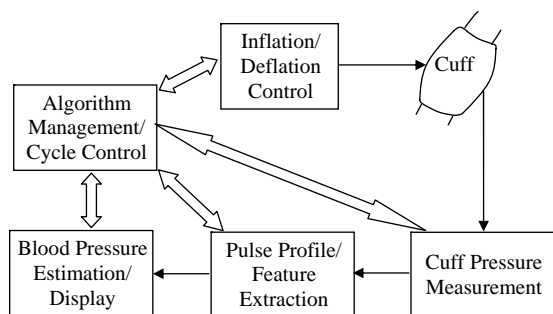 Inflation/
Deflation
Control
Cuff
Algorithm
Management/
Cycle Control
Blood Pressure
Estimation/
Display
Pulse Profile/
Feature
Extraction
Cuff Pressure
Measurement